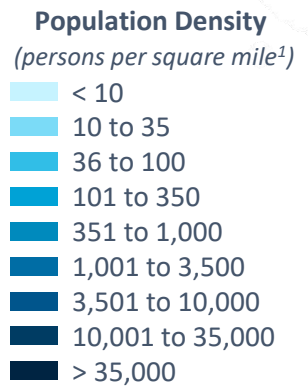 Population Density
(persons per square mile¹)
< 10
10 to 35
36 to 100
101 to 350
351 to 1,000
1,001 to 3,500
3,501 to 10,000
10,001 to 35,000
> 35,000